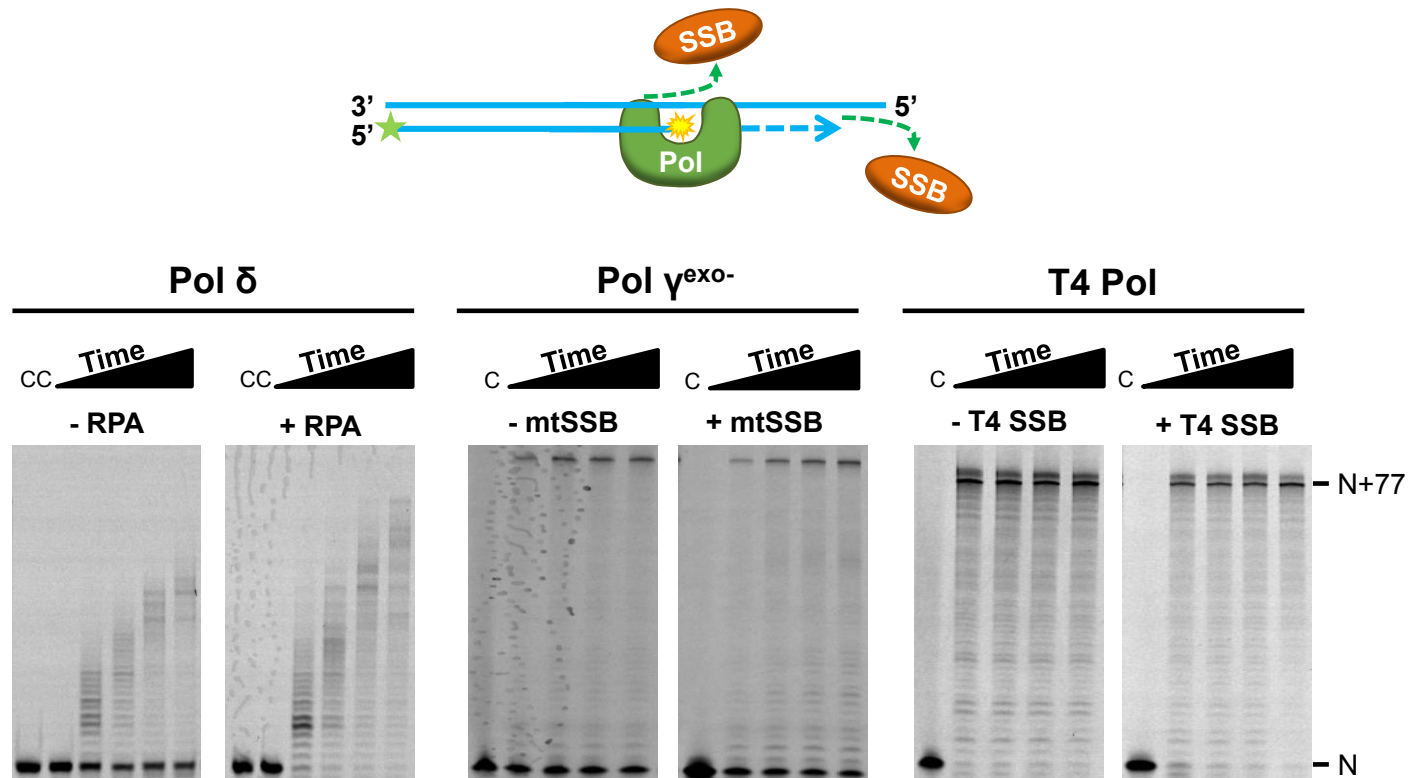 SSB
3' 5'
5'
Pol
SSB
Pol δ Pol γexo- T4 Pol
Time Time Time Time Time Time
CC CC C C C C
- RPA + RPA - mtSSB + mtSSB - T4 SSB + T4 SSB
N+77
N